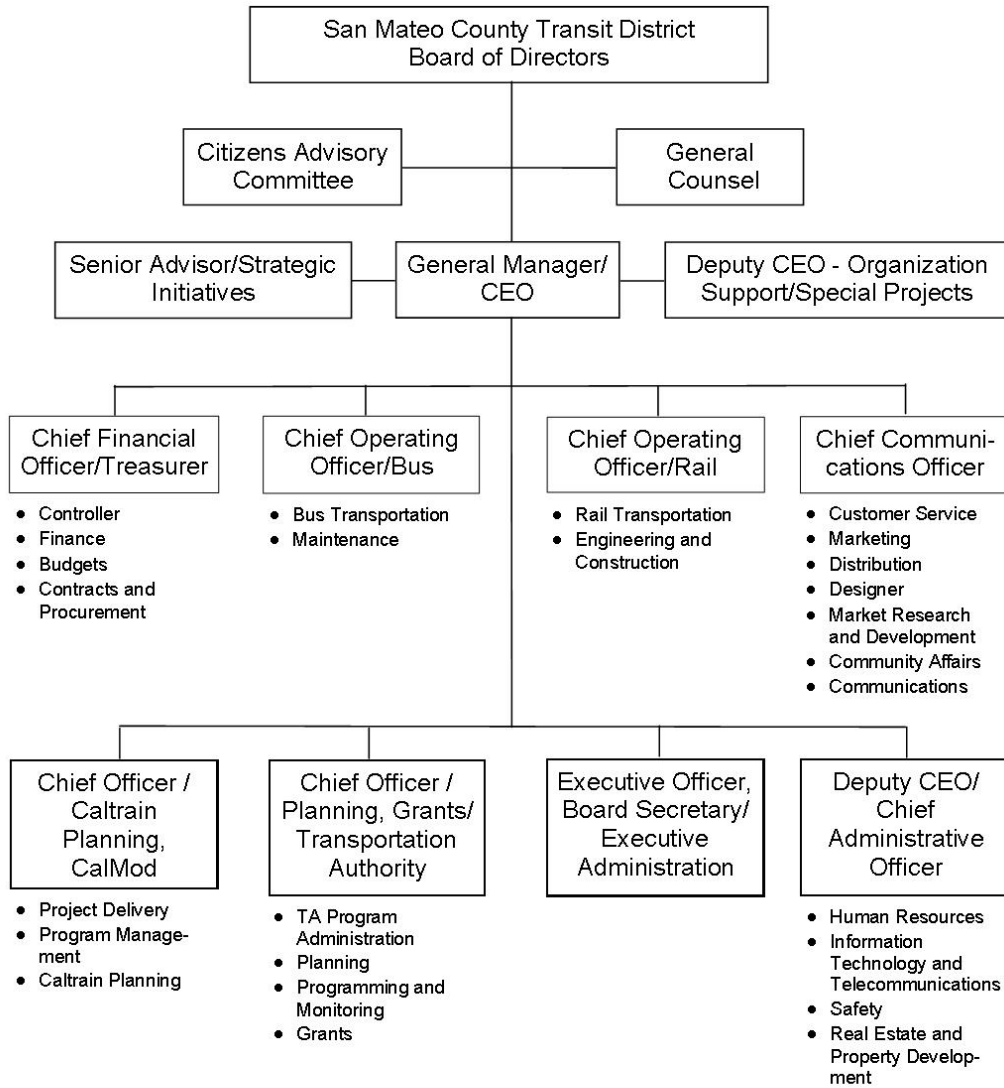 San Mateo County Transit District
Board of Directors
Citizens Advisory
Committee
General
Counsel
Senior Advisor/Strategic
Initiatives
General Manager/
CEO
Deputy CEO - Organization
Support/Special Projects
Chief Financial
Officer/Treasurer
• Controller
• Finance
• Budgets
• Contracts and
Procurement
Chief Operating
Officer/Bus
• Bus Transportation
• Maintenance
Chief Operating
Officer/Rail
• Rail Transportation
• Engineering and
Construction
Chief Communi-
cations Officer
• Customer Service
• Marketing
• Distribution
• Designer
• Market Research
and Development
• Community Affairs
• Communications
Chief Officer /
Caltrain
Planning,
CalMod
• Project Delivery
• Program Manage-
ment
• Caltrain Planning
Chief Officer /
Planning, Grants/
Transportation
Authority
• TA Program
Administration
• Planning
• Programming and
Monitoring
• Grants
Executive Officer,
Board Secretary/
Executive
Administration
Deputy CEO/
Chief
Administrative
Officer
• Human Resources
• Information
Technology and
Telecommunications
• Safety
• Real Estate and
Property Develop-
ment